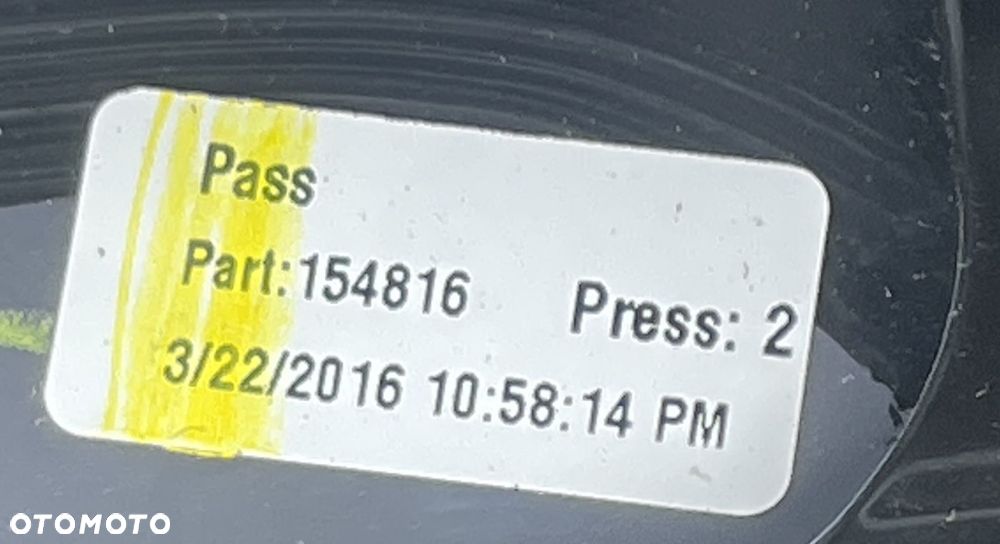 Pass
Part:154816 Press: 2
3/22/2016 10:58:14 PM
OTOMOTO